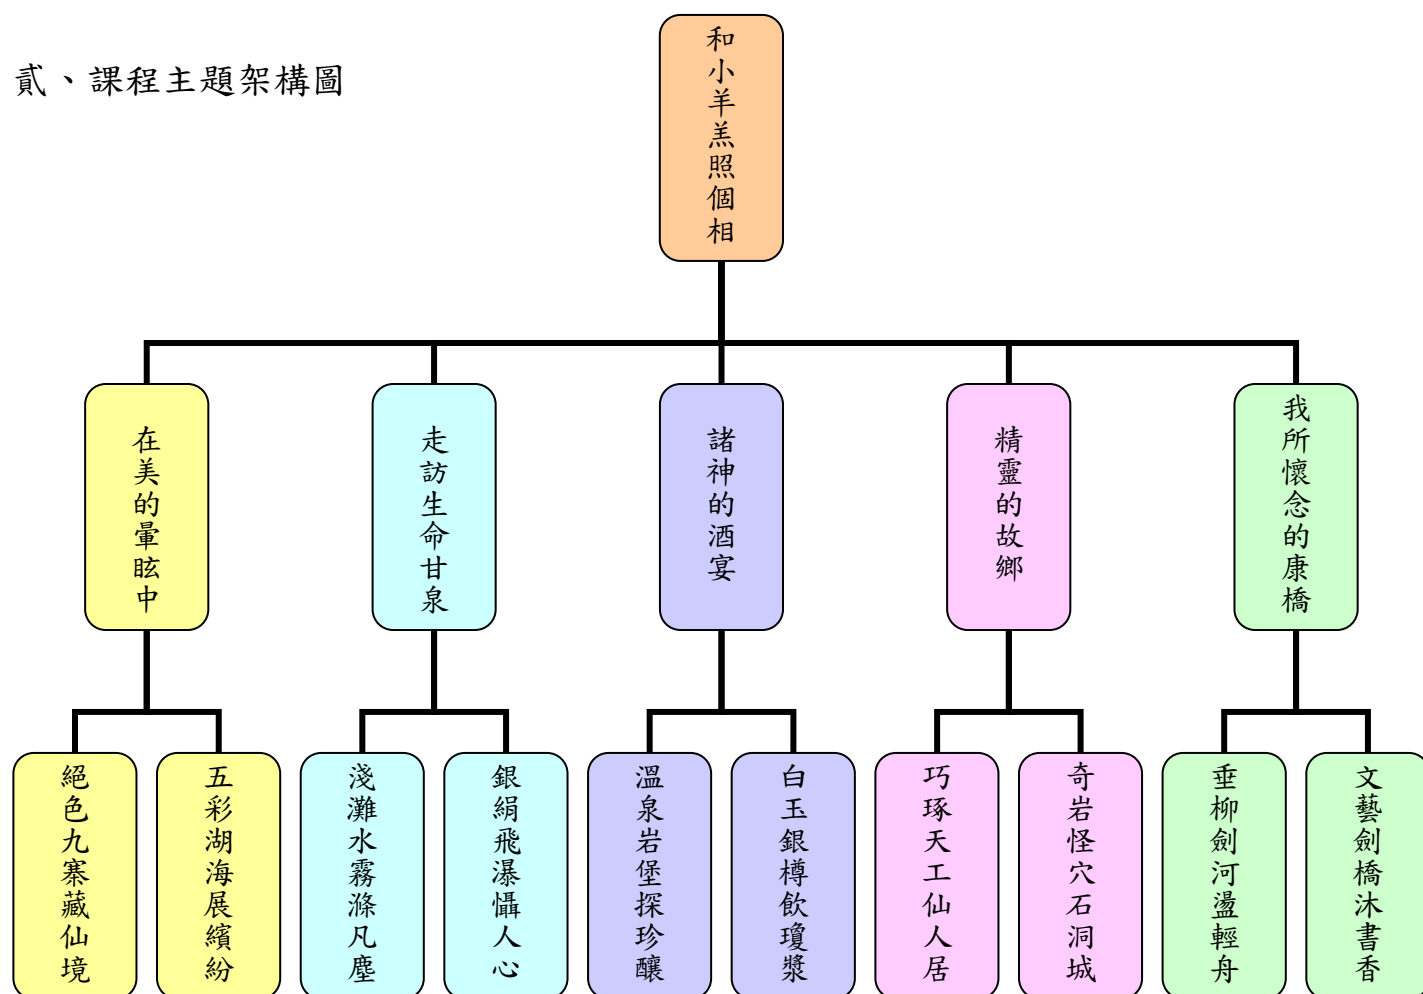 貳、課程主題架構圖
和小羊羔照個相
在美的暈眩中
走訪生命甘泉
諸神的酒宴
精靈的故鄉
我所懷念的康橋
絕色九寨藏仙境
五彩湖海展繽紛
淺灘水霧滌凡塵
銀絹飛瀑懾人心
溫泉岩堡探珍釀
白玉銀樽飲瓊漿
巧琢天工仙人居
奇岩怪穴石洞城
垂柳劍河盪輕舟
文藝劍橋沐書香